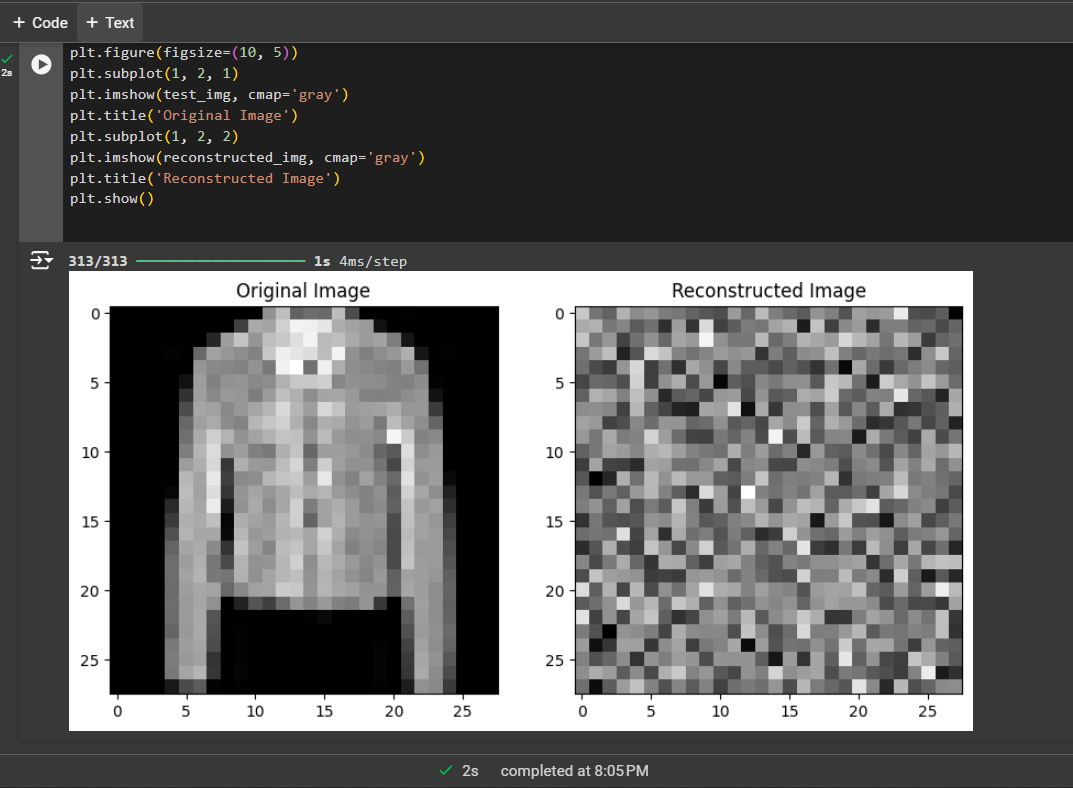 + Code + Text
2s
plt.figure(figsize=(10, 5))
plt.subplot(1, 2, 1)
plt.imshow(test_img, cmap='gray')
plt.title('Original Image')
plt.subplot(1, 2, 2)
plt.imshow(reconstructed_img, cmap='gray')
plt.title('Reconstructed Image')
plt.show()
313/313 1s 4ms/step
Original Image
0
5
10
15
20
25
0 5 10 15 20 25
Reconstructed Image
0
5
10
15
20
25
0 5 10 15 20 25
2s completed at 8:05 PM